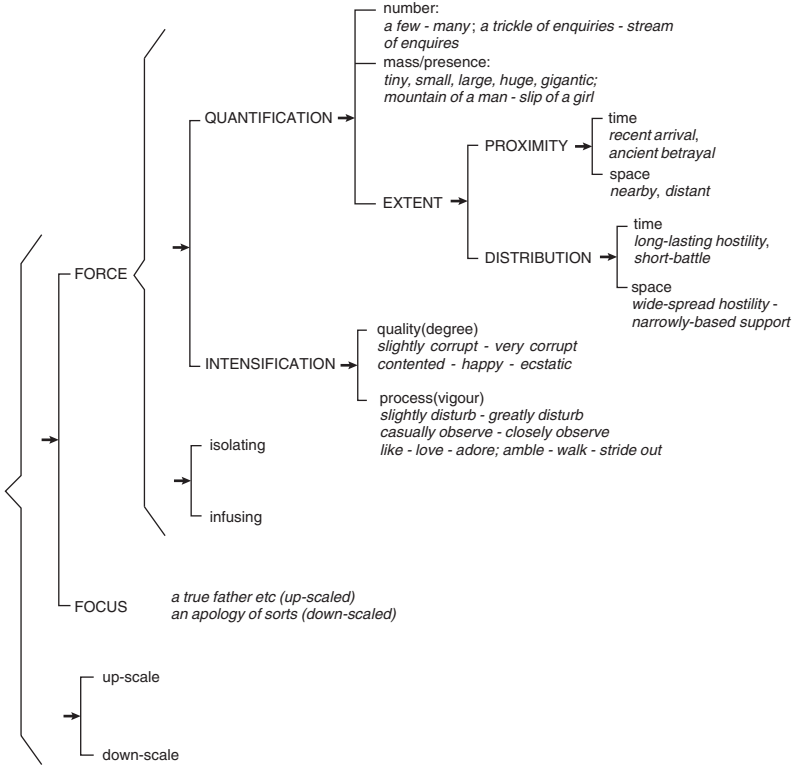 number:
a few - many; a trickle of enquiries - stream
of enquires
mass/presence:
tiny, small, large, huge, gigantic;
mountain of a man - slip of a girl
QUANTIFICATION
time
PROXIMITY
recent arrival,
ancient betrayal
space
nearby, distant
EXTENT
time
long-lasting hostility,
short-battle
DISTRIBUTION
space
wide-spread hostility -
narrowly-based support
FORCE
quality(degree)
slightly corrupt - very corrupt
contented - happy - ecstatic
INTENSIFICATION
process(vigour)
slightly disturb - greatly disturb
casually observe - closely observe
like - love - adore; amble - walk - stride out
isolating
infusing
FOCUS
a true father etc (up-scaled)
an apology of sorts (down-scaled)
up-scale
down-scale